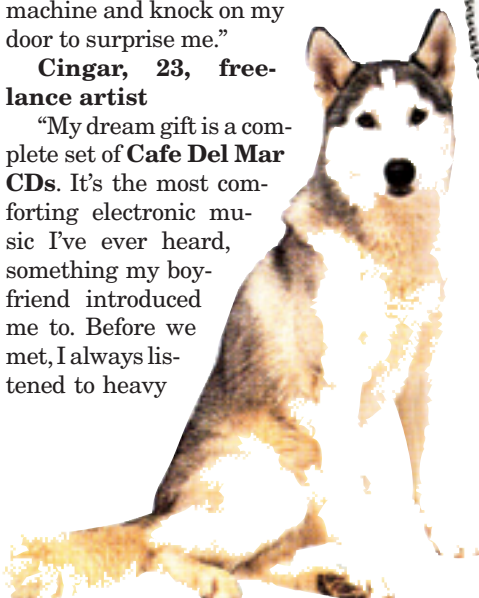 machine and knock on my
door to surprise me.”
Cingar, 23, free-
lance artist
“My dream gift is a com-
plete set of Cafe Del Mar
CDs. It’s the most com-
forting electronic mu-
sic I’ve ever heard,
something my boy-
friend introduced
me to. Before we
met, I always lis-
tened to heavy